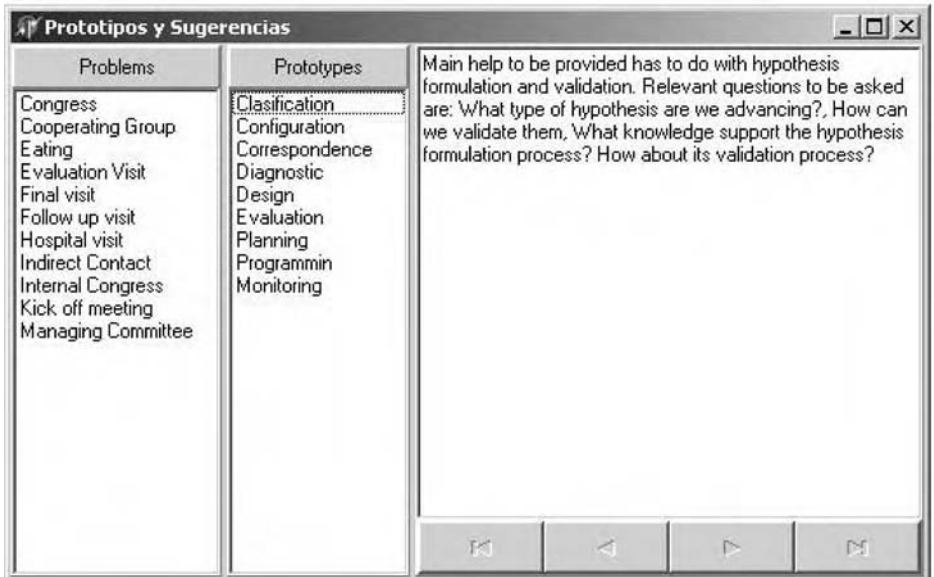 Prototipos y Sugerencias
Problems
Congress
Cooperating Group
Eating
Evaluation Visit
Final visit
Follow up visit
Hospital visit
Indirect Contact
Internal Congress
Kick off meeting
Managing Committee
Prototypes
Clasification
Configuration
Correspondence
Diagnostic
Design
Evaluation
Planning
Programmin
Monitoring
Main help to be provided has to do with hypothesis
formulation and validation. Relevant questions to be asked
are: What type of hypothesis are we advancing?, How can
we validate them, What knowledge support the hypothesis
formulation process? How about its validation process?